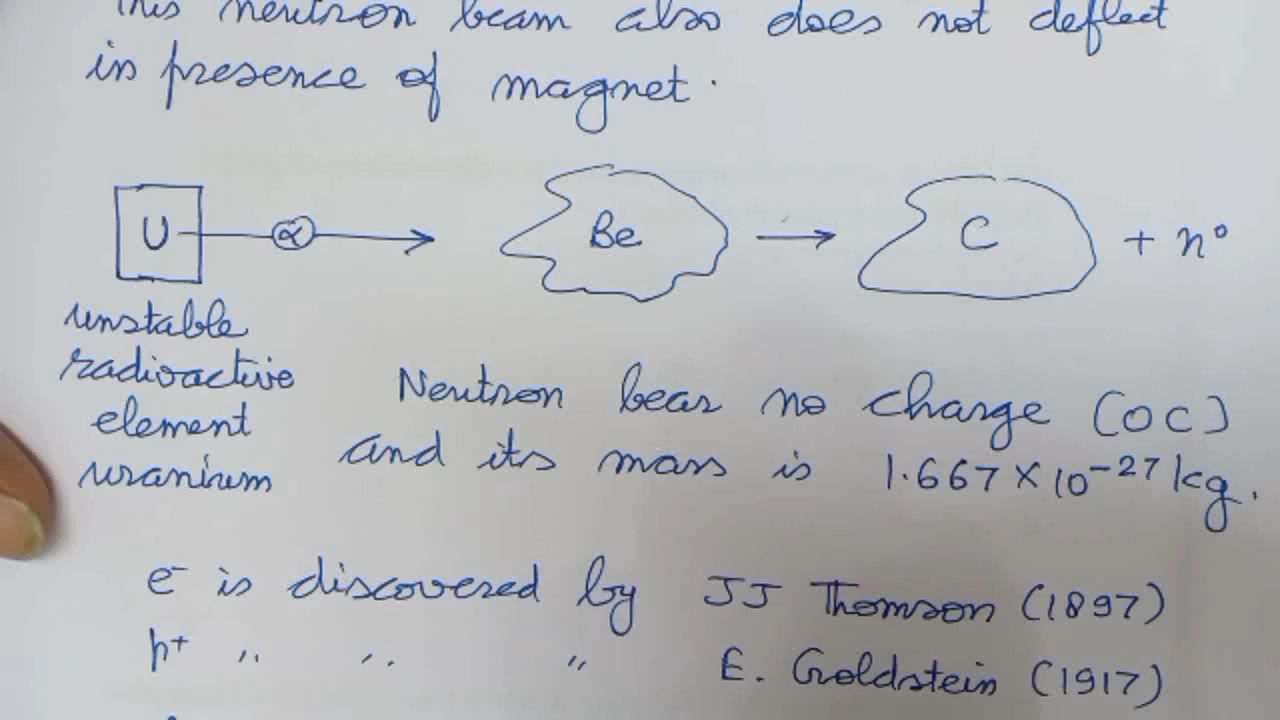 This neutron beam also does not deflect
in presence of magnet.
U α Be C + n°
unstable
radioactive
element
uranium
Neutron bear no charge (0C)
and its mass is 1.667 × 10⁻²⁷ kg.
e⁻ is discovered by JJ Thomson (1897)
p⁺ " " " E. Goldstein (1917)